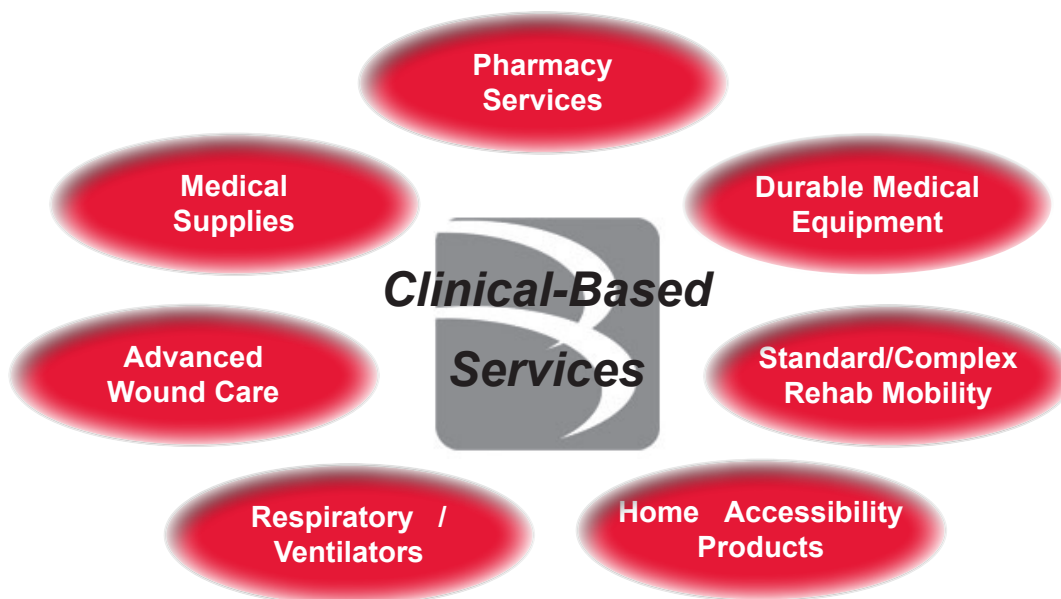 Pharmacy
Services
Medical
Supplies
Durable Medical
Equipment
Clinical-Based
Services
Advanced
Wound Care
Standard/Complex
Rehab Mobility
Respiratory /
Ventilators
Home Accessibility
Products